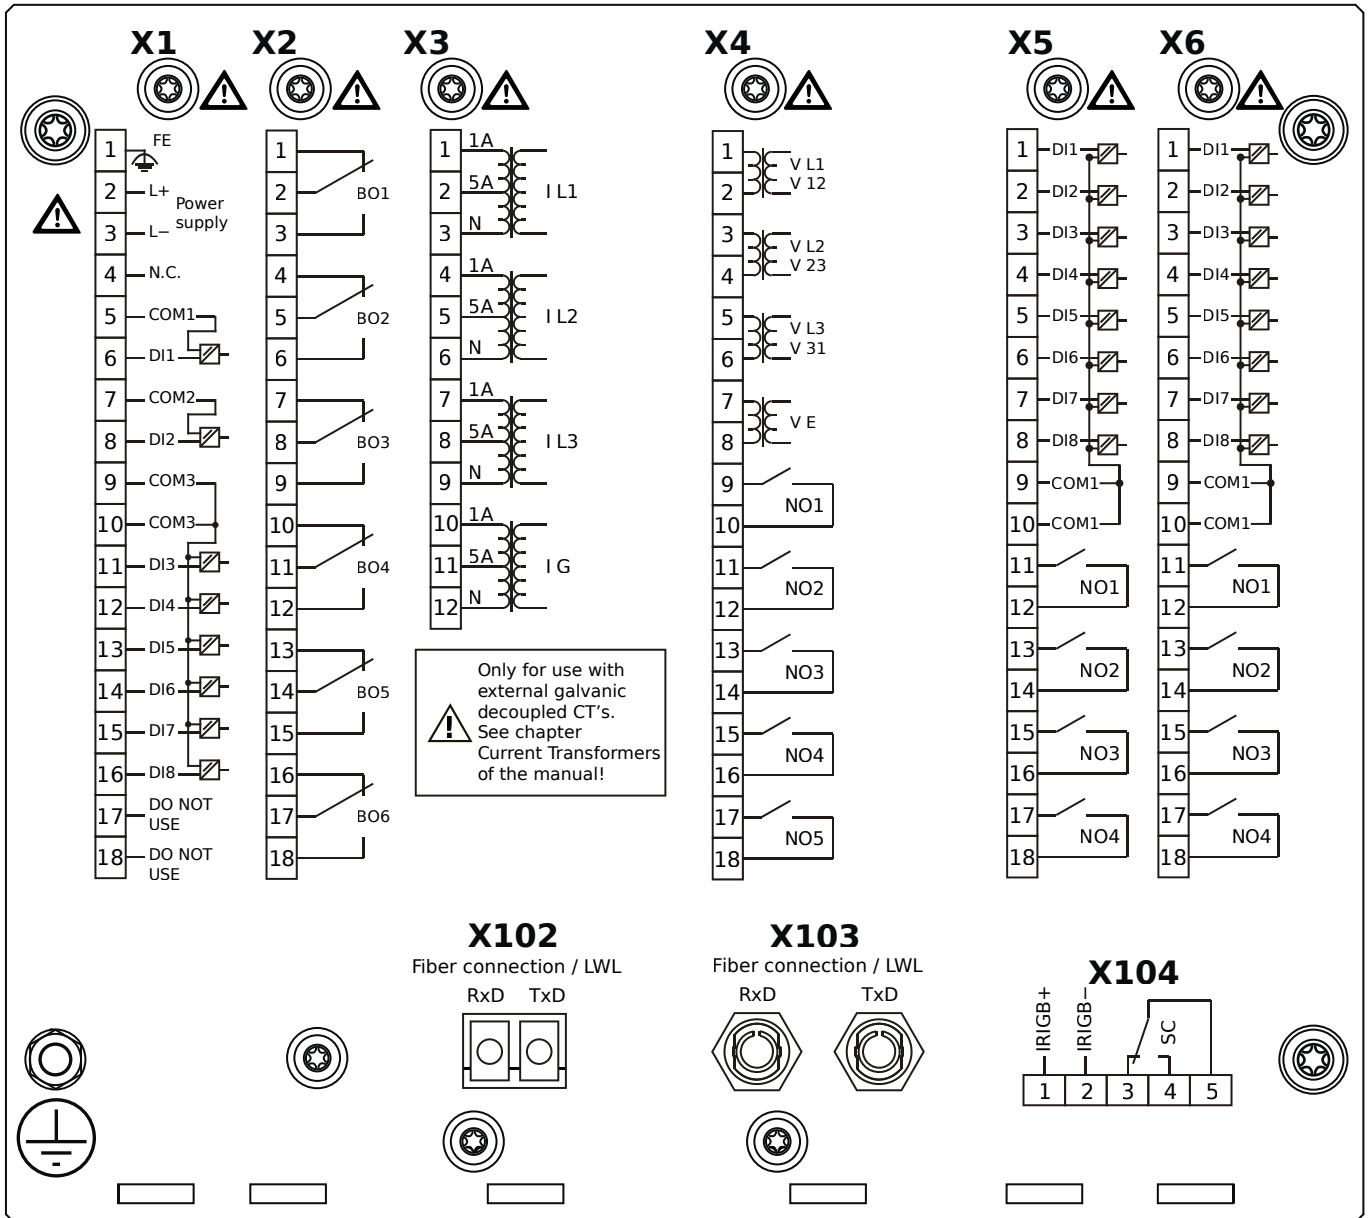 X1 X2 X3 X4 X5 X6
1 FE
2 L+
Power
supply
3 L−
4 N.C.
5 COM1
6 DI1
7 COM2
8 DI2
9 COM3
10 COM3
11 DI3
12 DI4
13 DI5
14 DI6
15 DI7
16 DI8
17 DO NOT
USE
18 DO NOT
USE
1
2 BO1
3
4
5 BO2
6
7
8 BO3
9
10
11 BO4
12
13
14 BO5
15
16
17 BO6
18
1 1A
2 5A I L1
3 N
4 1A
5 5A I L2
6 N
7 1A
8 5A I L3
9 N
10 1A
11 5A I G
12 N
Only for use with
external galvanic
decoupled CT's.
See chapter
Current Transformers
of the manual!
1 V L1
2 V 12
3 V L2
4 V 23
5 V L3
6 V 31
7 V E
8
9
NO1
10
11
NO2
12
13
NO3
14
15
NO4
16
17
NO5
18
1 DI1
2 DI2
3 DI3
4 DI4
5 DI5
6 DI6
7 DI7
8 DI8
9 COM1
10 COM1
11
NO1
12
13
NO2
14
15
NO3
16
17
NO4
18
1 DI1
2 DI2
3 DI3
4 DI4
5 DI5
6 DI6
7 DI7
8 DI8
9 COM1
10 COM1
11
NO1
12
13
NO2
14
15
NO3
16
17
NO4
18
X102
Fiber connection / LWL
RxD TxD
X103
Fiber connection / LWL
RxD TxD
X104
IRIGB+
IRIGB−
SC
1 2 3 4 5